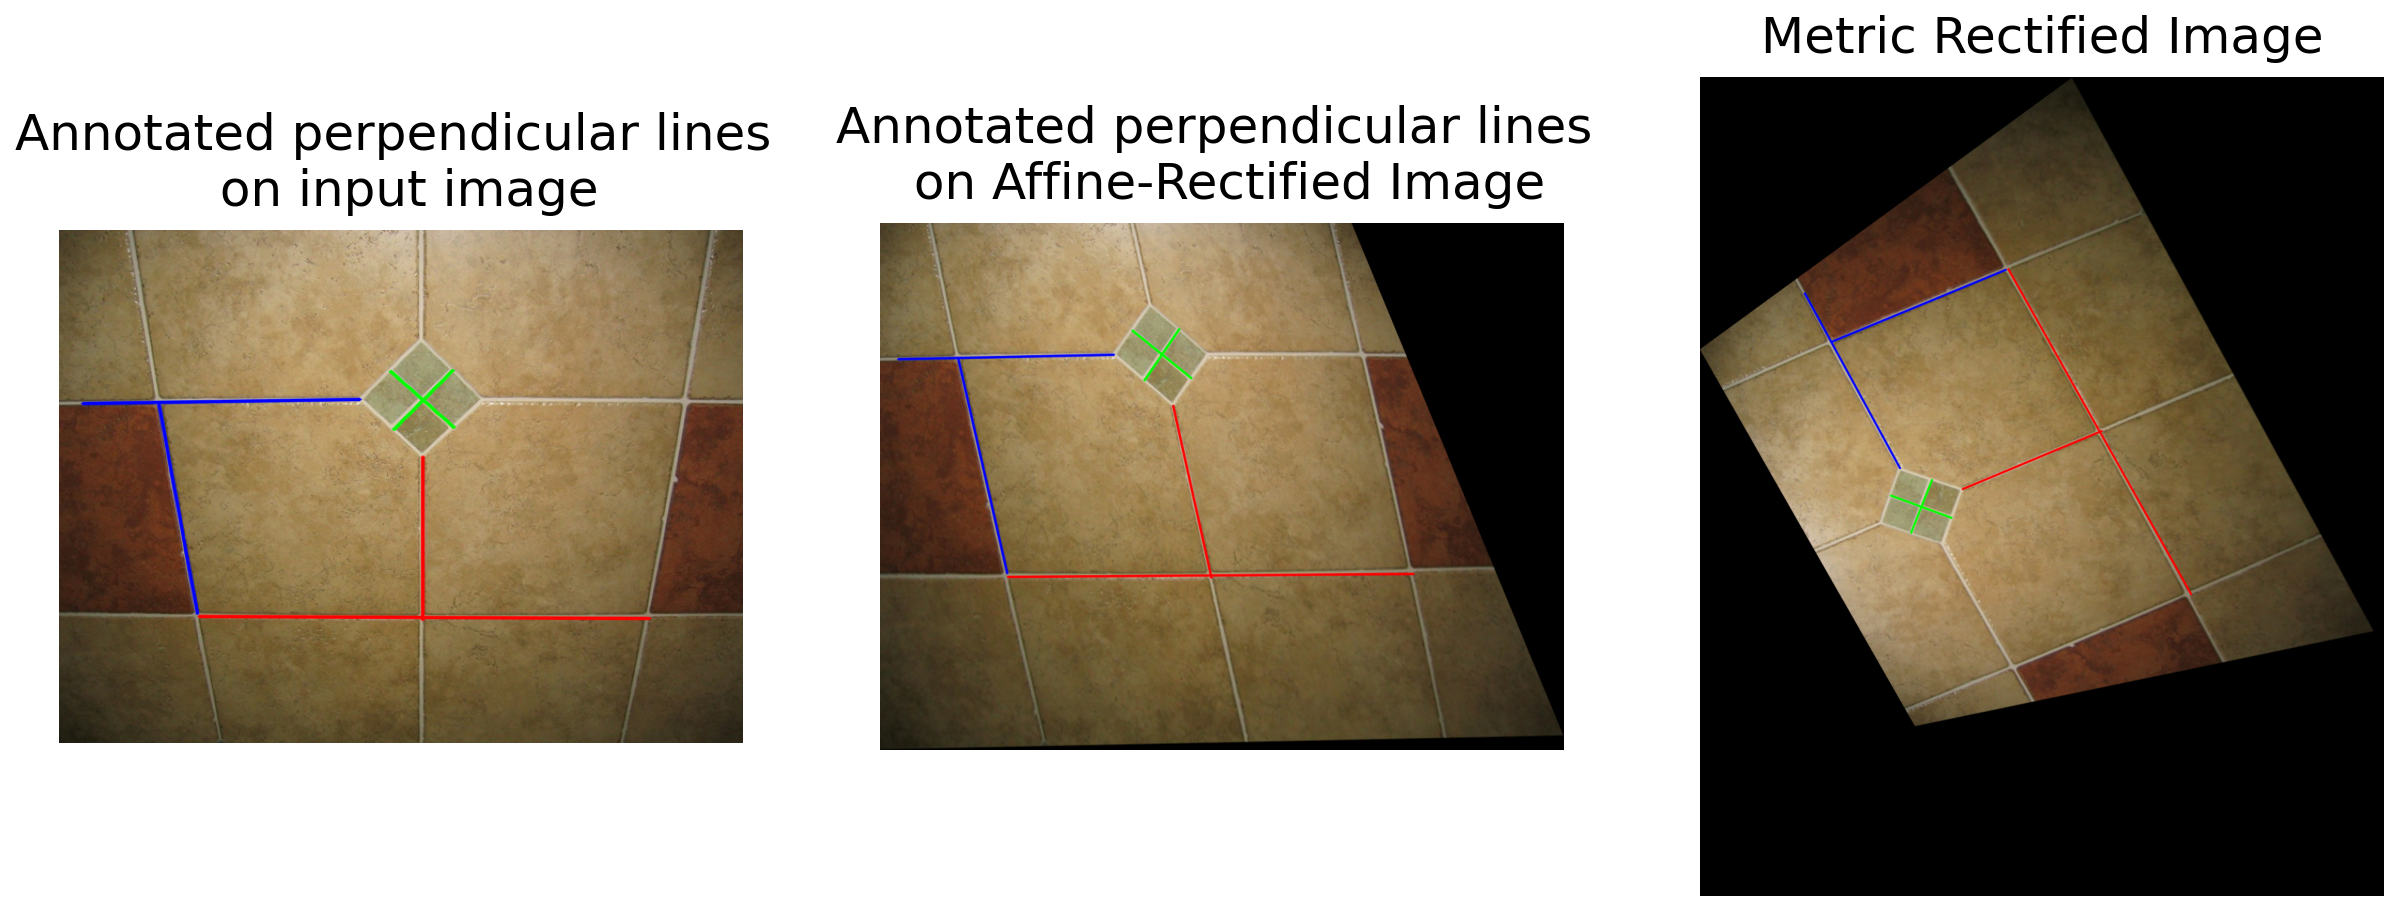 Annotated perpendicular lines
on input image
Annotated perpendicular lines
on Affine-Rectified Image
Metric Rectified Image